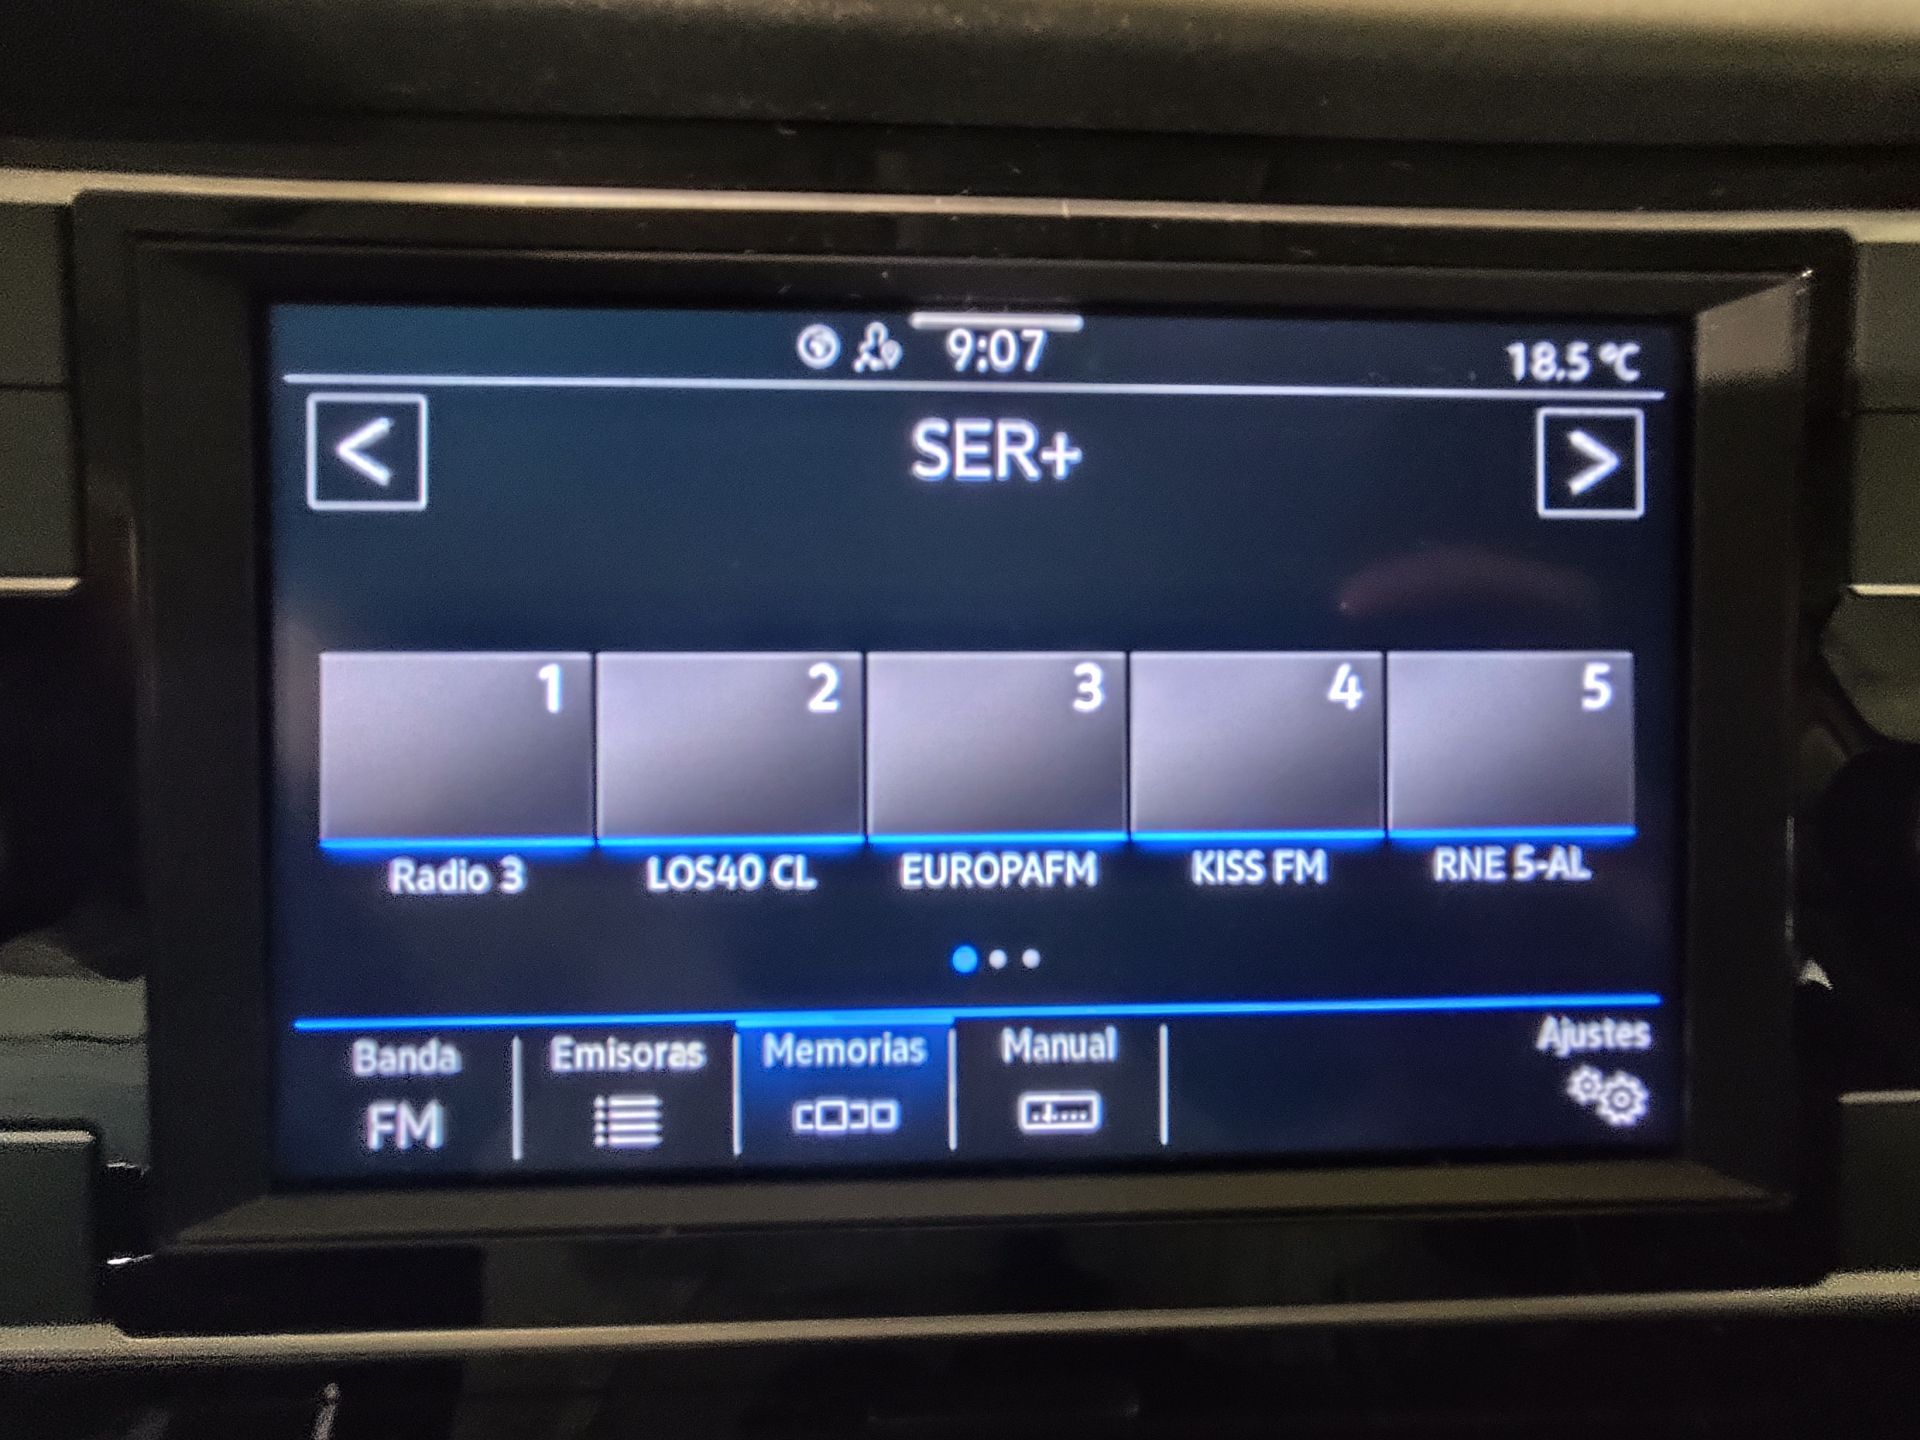 9:07
18.5 °C
<
SER+
>
1 2 3 4 5
Radio 3 LOS40 CL EUROPAFM KISS FM RNE 5-AL
Banda Emisoras Memorias Manual Ajustes
FM